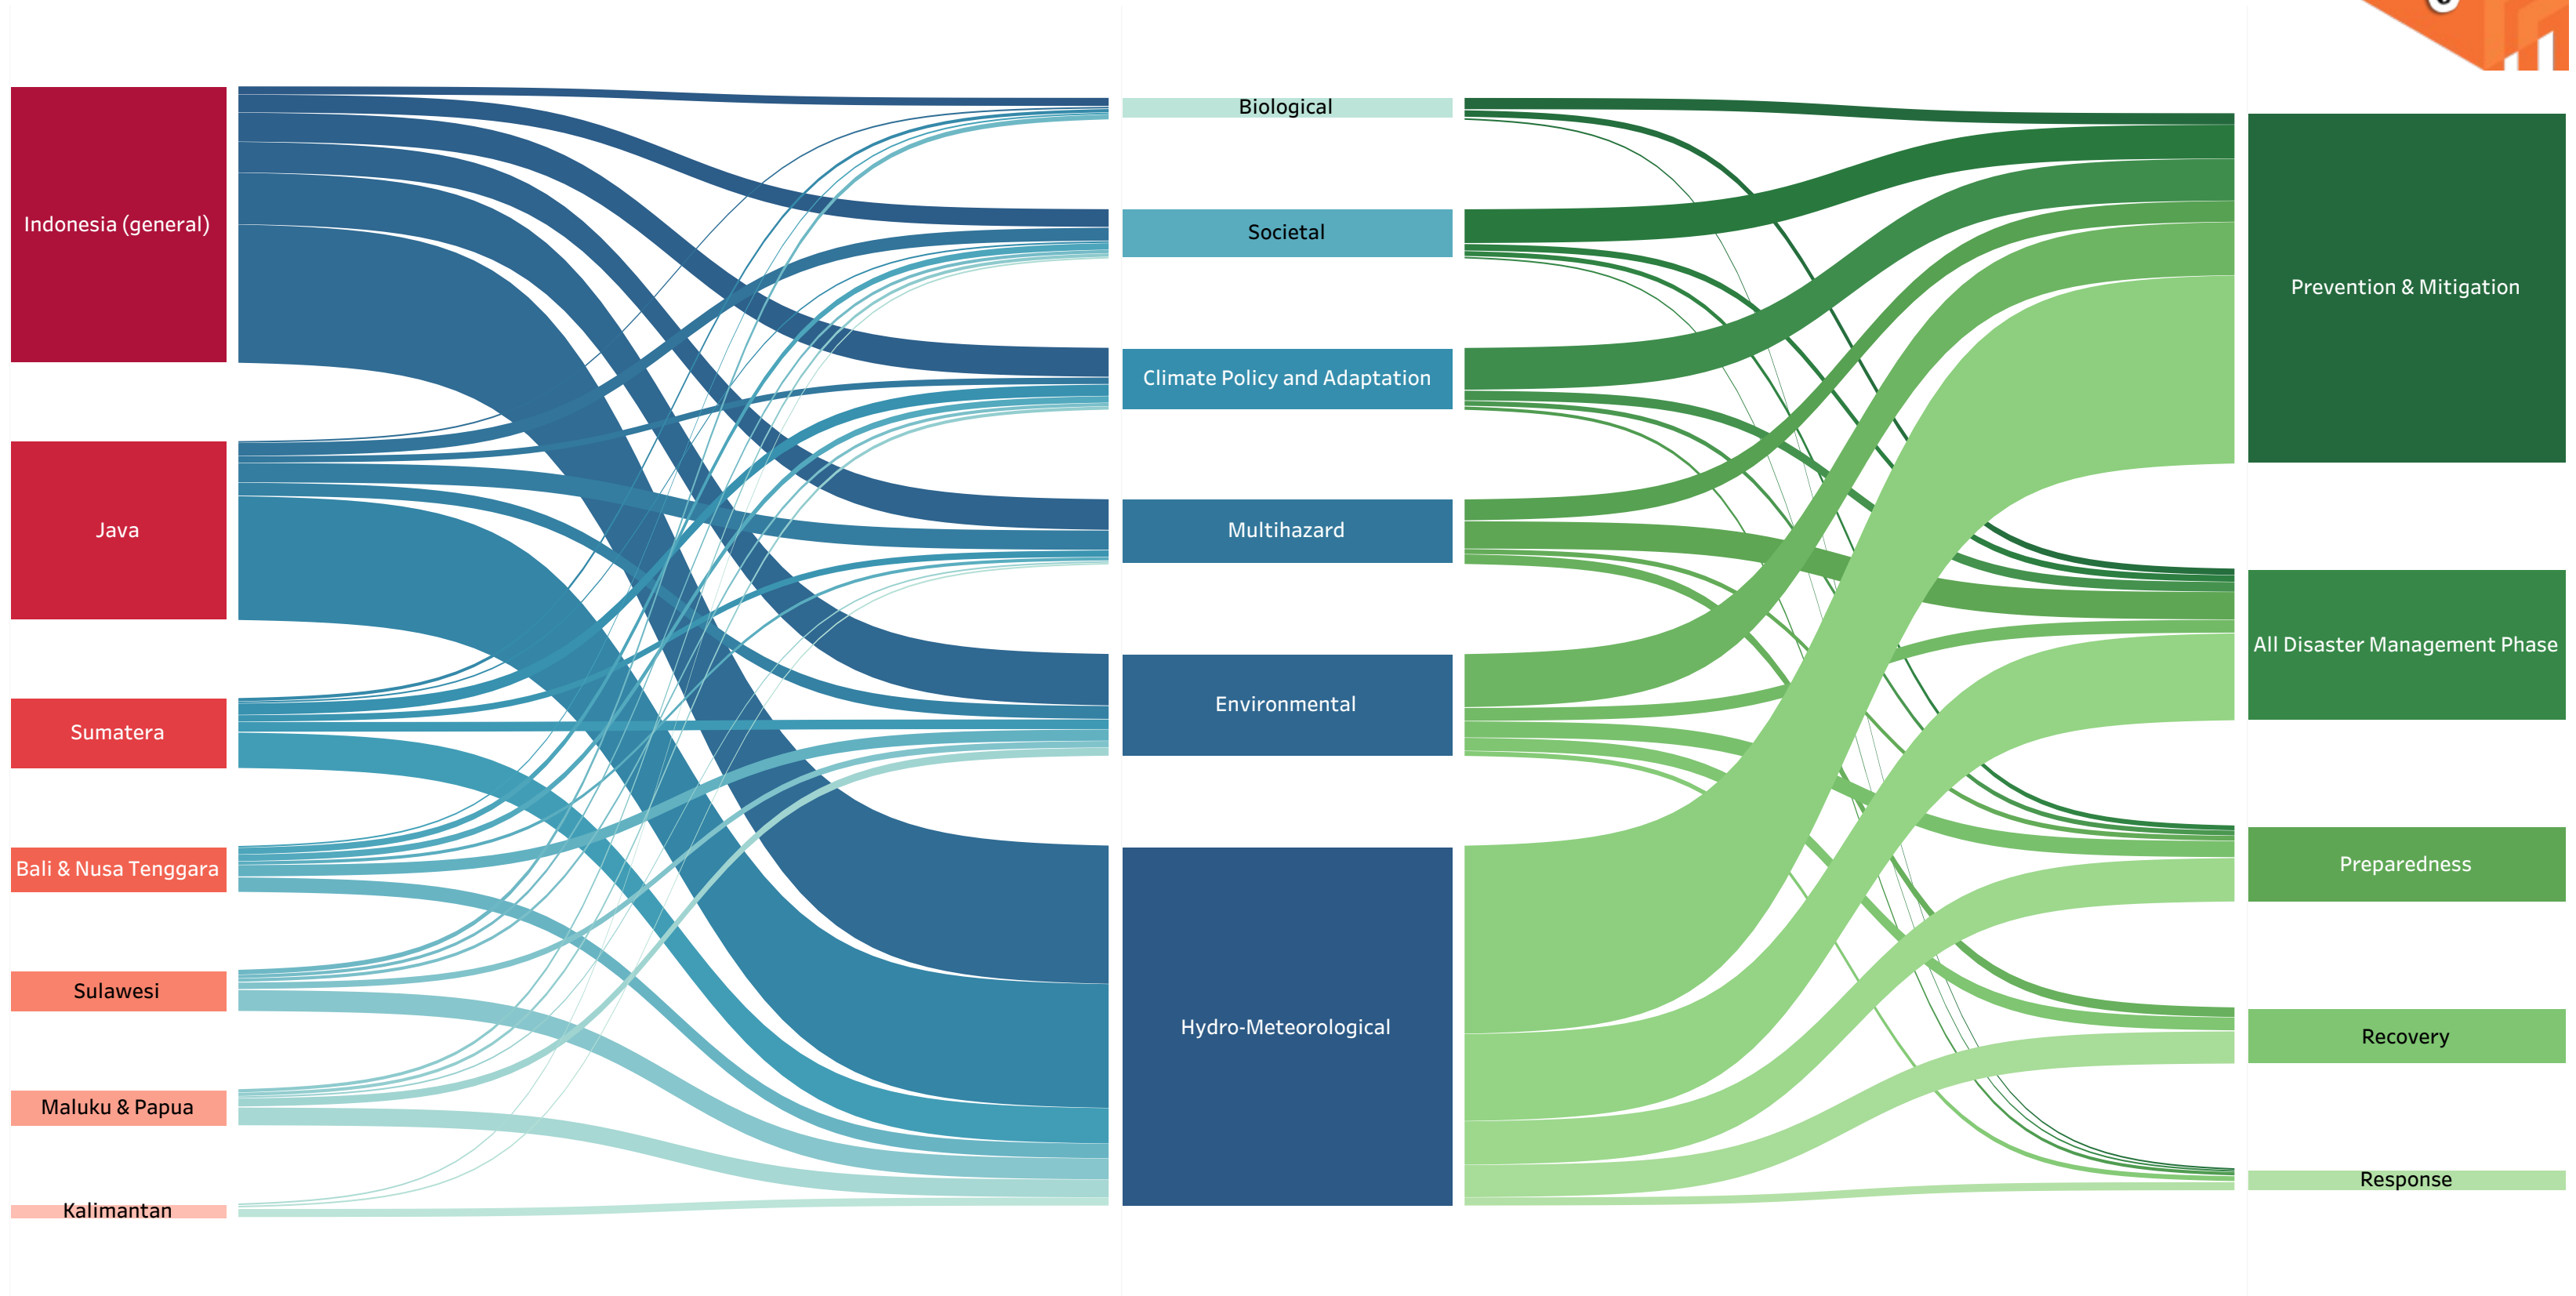 Indonesia (general)
Java
Sumatera
Bali & Nusa Tenggara
Sulawesi
Maluku & Papua
Kalimantan
Biological
Societal
Climate Policy and Adaptation
Multihazard
Environmental
Hydro-Meteorological
Prevention & Mitigation
All Disaster Management Phase
Preparedness
Recovery
Response